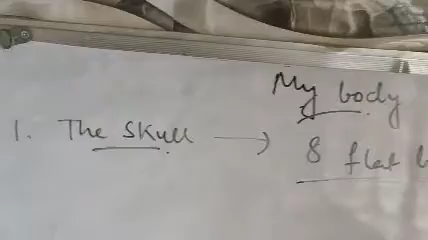 My body
1. The skull → 8 flat